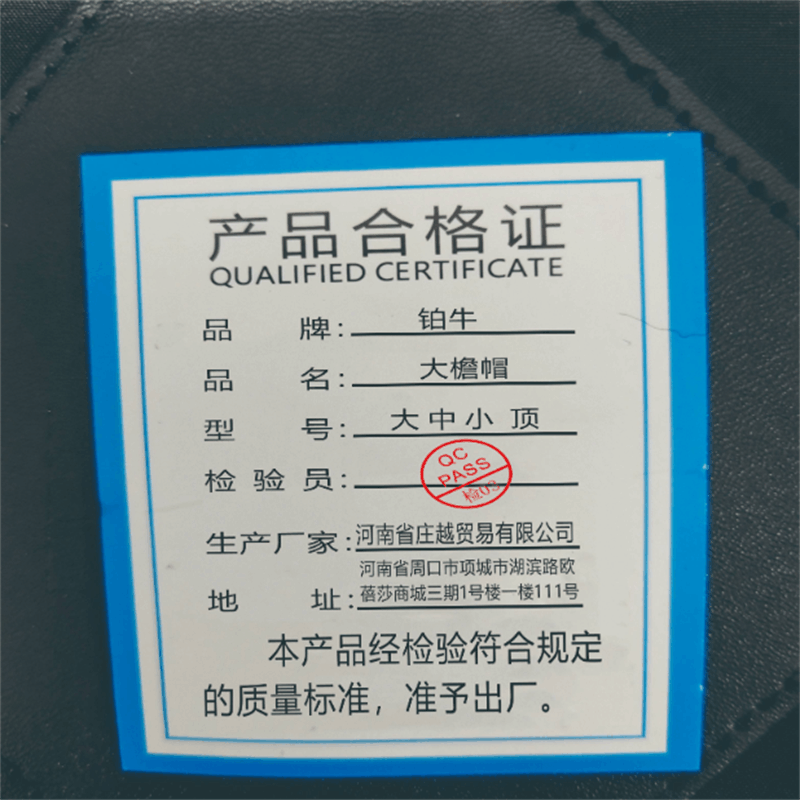 产品合格证
QUALIFIED CERTIFICATE
品 牌：铂牛
品 名：大檐帽
型 号：大中小 顶
检验员：
QC
PASS
检03
生产厂家：河南省庄越贸易有限公司
地 址：河南省周口市项城市湖滨路欧
蓓莎商城三期1号楼一楼111号
本产品经检验符合规定
的质量标准，准予出厂。